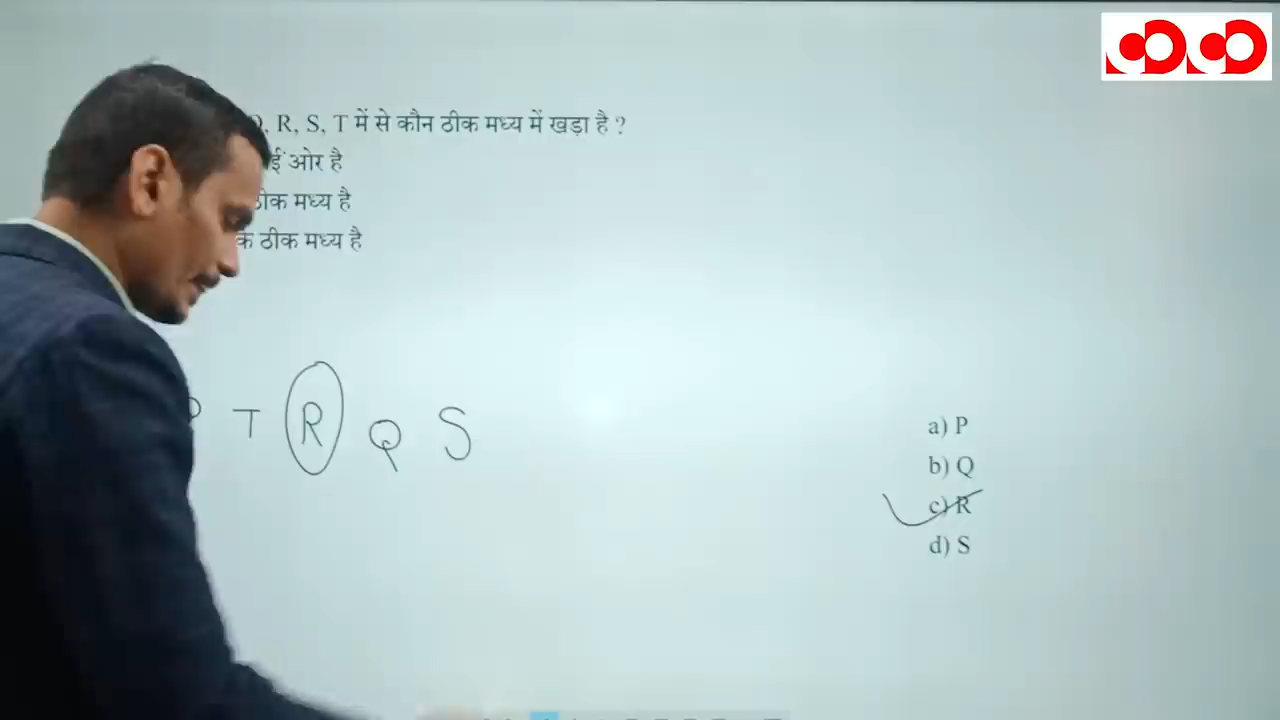 R, S, T में से कौन ठीक मध्य में खड़ा है ?
ओर है
ठीक मध्य है
ठीक मध्य है
P T R Q S
a) P
b) Q
c) R
d) S